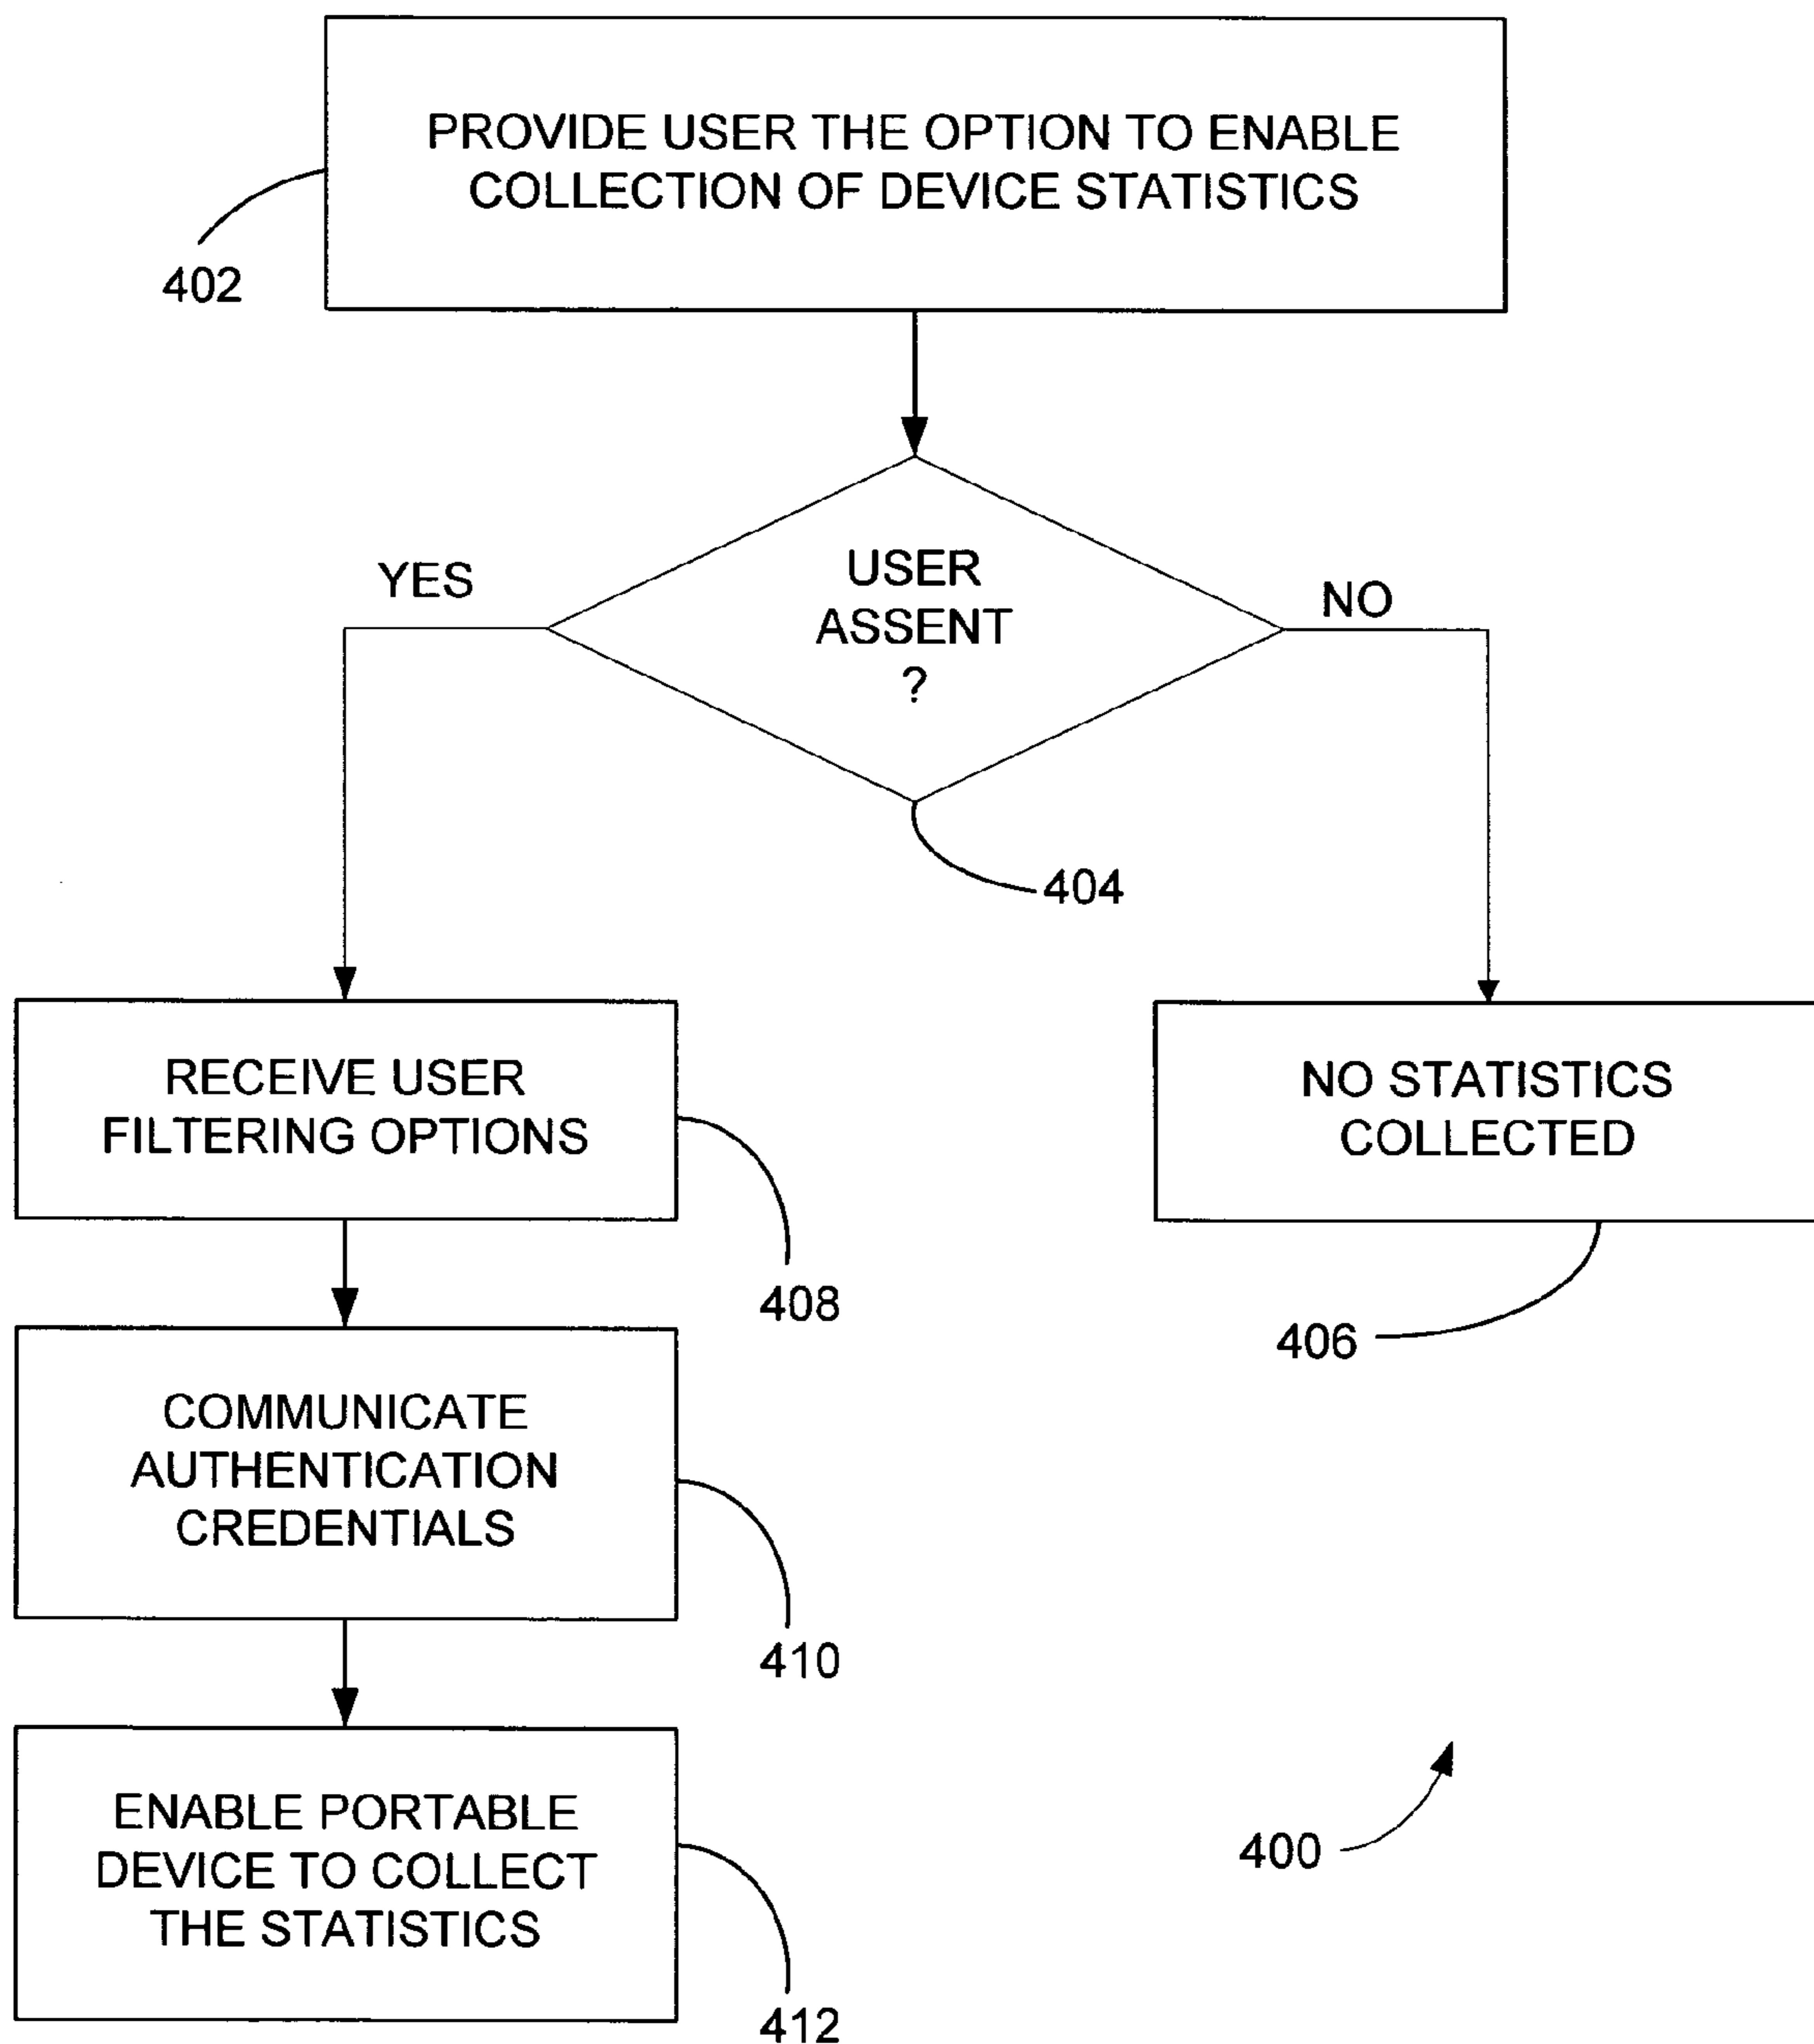 PROVIDE USER THE OPTION TO ENABLE
COLLECTION OF DEVICE STATISTICS
402
USER
ASSENT
?
YES
NO
404
RECEIVE USER
FILTERING OPTIONS
408
NO STATISTICS
COLLECTED
406
COMMUNICATE
AUTHENTICATION
CREDENTIALS
410
ENABLE PORTABLE
DEVICE TO COLLECT
THE STATISTICS
412
400